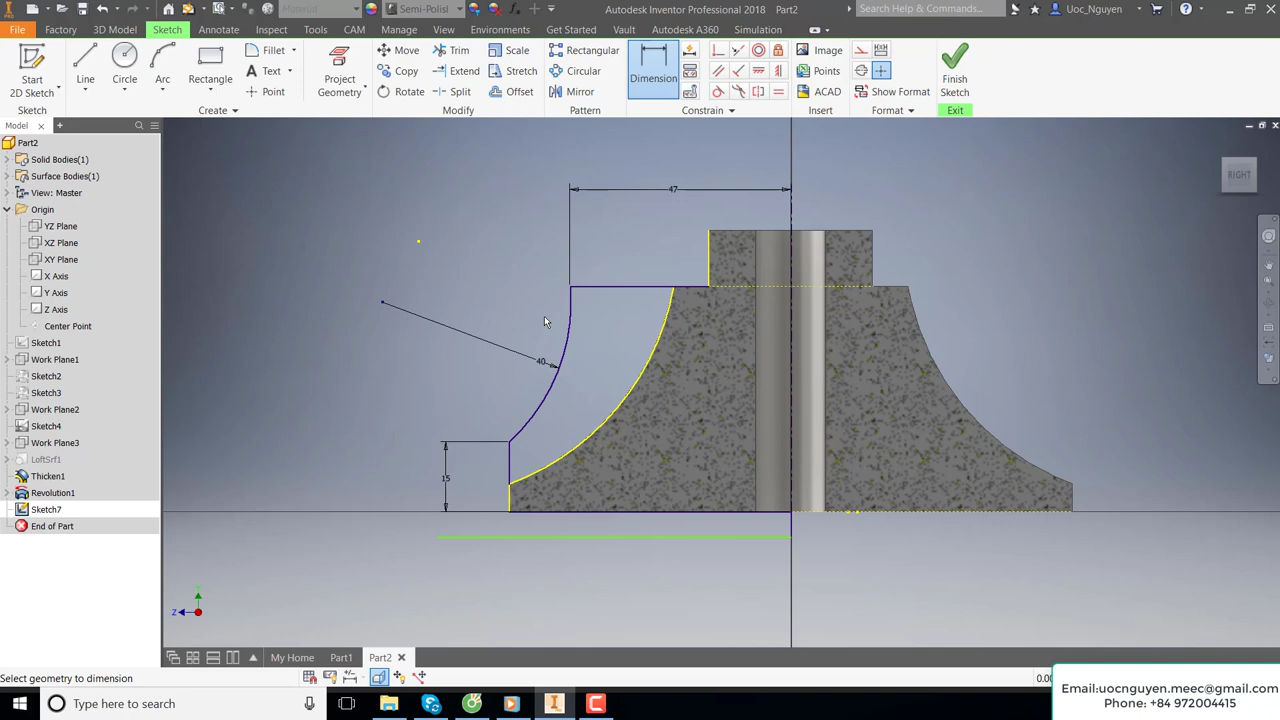 Material
Semi-Polish
Autodesk Inventor Professional 2018   Part2
Search Help & Commands...
Uoc_Nguyen
File
Factory
3D Model
Sketch
Annotate
Inspect
Tools
CAM
Manage
View
Environments
Get Started
Vault
Autodesk A360
Simulation
Start
2D Sketch
Line
Circle
Arc
Rectangle
Fillet
Text
Point
Project
Geometry
Move
Copy
Rotate
Trim
Extend
Split
Scale
Stretch
Offset
Rectangular
Circular
Mirror
Dimension
Image
Points
ACAD
Show Format
Finish
Sketch
Sketch
Create
Modify
Pattern
Constrain
Insert
Format
Exit
Model
Part2
Solid Bodies(1)
Surface Bodies(1)
View: Master
Origin
YZ Plane
XZ Plane
XY Plane
X Axis
Y Axis
Z Axis
Center Point
Sketch1
Work Plane1
Sketch2
Sketch3
Work Plane2
Sketch4
Work Plane3
LoftSrf1
Thicken1
Revolution1
Sketch7
End of Part
47
40
15
RIGHT
Y
Z
My Home
Part1
Part2
Select geometry to dimension
Type here to search
Email:uocnguyen.meec@gmail.com
Phone: +84 972004415